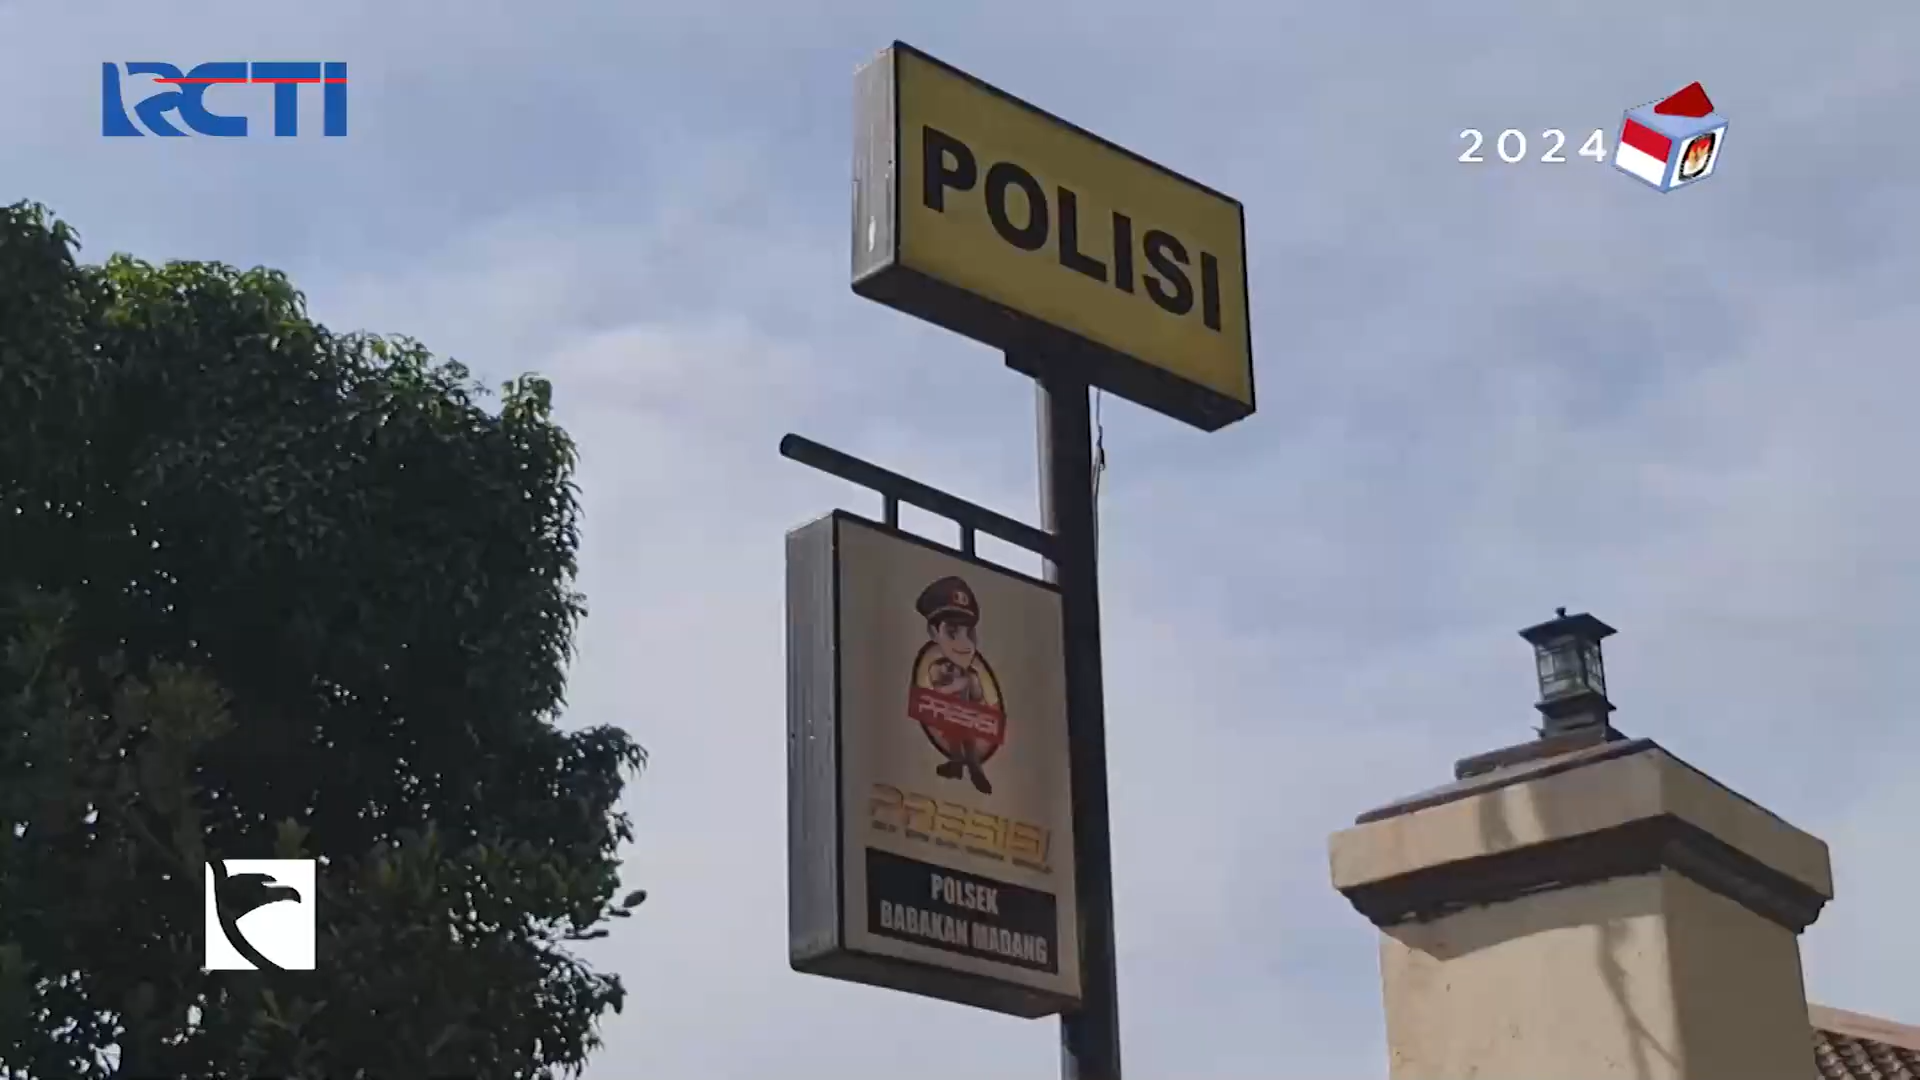 RCTI
2024
POLISI
PRESISI
PRESISI
POLSEK
BABAKAN MADANG